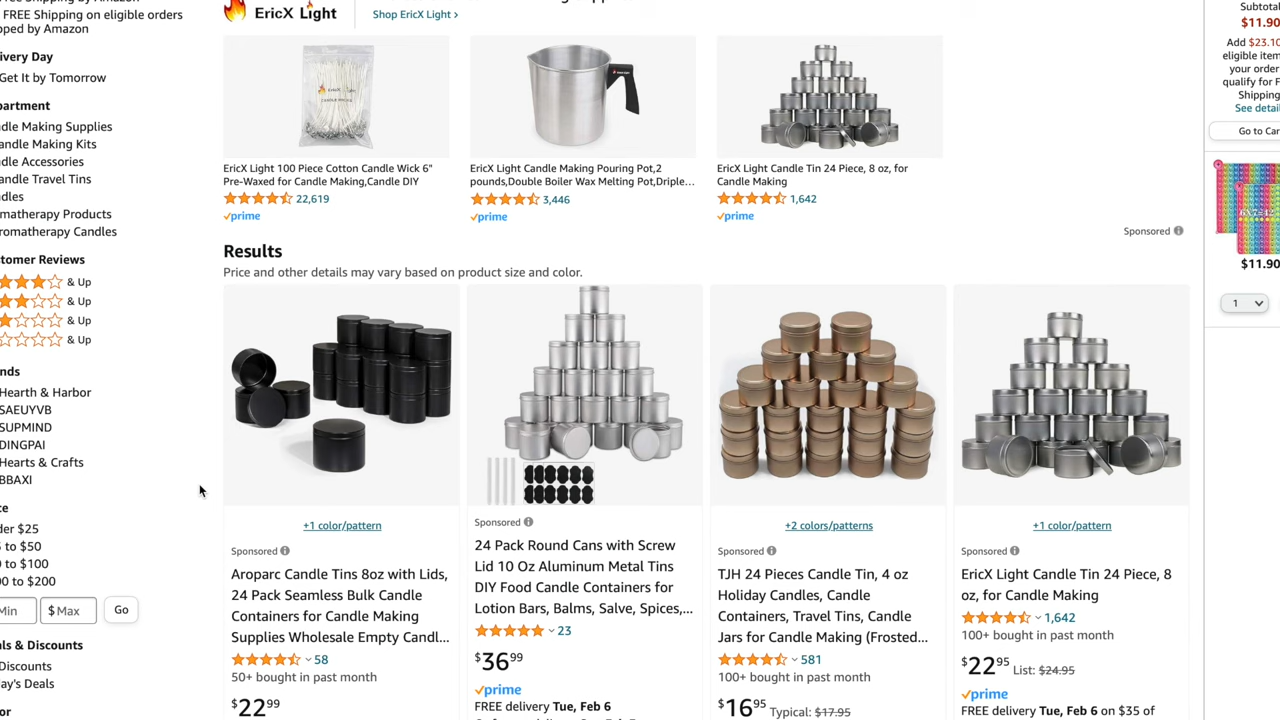 FREE Shipping on eligible orders
pped by Amazon
ivery Day
Get It by Tomorrow
partment
ndle Making Supplies
andle Making Kits
ndle Accessories
andle Travel Tins
ndles
omatherapy Products
romatherapy Candles
stomer Reviews
& Up
& Up
& Up
& Up
nds
Hearth & Harbor
SAEUYVB
SUPMIND
DINGPAI
Hearts & Crafts
BBAXI
ce
der $25
5 to $50
0 to $100
00 to $200
Min
$ Max
Go
als & Discounts
Discounts
ay's Deals
or
EricX Light
Shop EricX Light ›
EricX Light 100 Piece Cotton Candle Wick 6"
Pre-Waxed for Candle Making,Candle DIY
22,619
prime
EricX Light Candle Making Pouring Pot,2
pounds,Double Boiler Wax Melting Pot,Driple...
3,446
prime
EricX Light Candle Tin 24 Piece, 8 oz, for
Candle Making
1,642
prime
Sponsored
Results
Price and other details may vary based on product size and color.
+1 color/pattern
Sponsored
Aroparc Candle Tins 8oz with Lids,
24 Pack Seamless Bulk Candle
Containers for Candle Making
Supplies Wholesale Empty Candl...
58
50+ bought in past month
$22 99
Sponsored
24 Pack Round Cans with Screw
Lid 10 Oz Aluminum Metal Tins
DIY Food Candle Containers for
Lotion Bars, Balms, Salve, Spices,...
23
$36 99
prime
FREE delivery Tue, Feb 6
+2 colors/patterns
Sponsored
TJH 24 Pieces Candle Tin, 4 oz
Holiday Candles, Candle
Containers, Travel Tins, Candle
Jars for Candle Making (Frosted...
581
100+ bought in past month
$16 95 Typical: $17.95
+1 color/pattern
Sponsored
EricX Light Candle Tin 24 Piece, 8
oz, for Candle Making
1,642
100+ bought in past month
$22 95 List: $24.95
prime
FREE delivery Tue, Feb 6 on $35 of
Subtotal
$11.90
Add $23.10
eligible item
your order
qualify for F
Shipping
See detai
Go to Car
$11.90
1